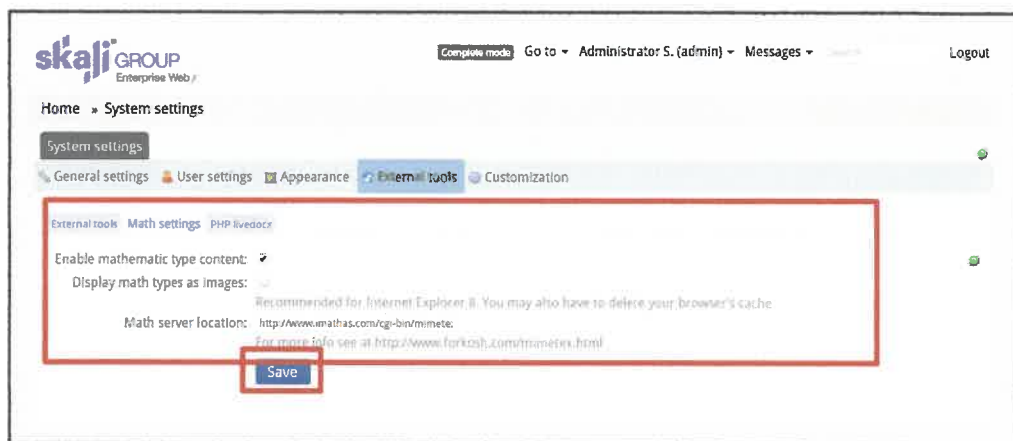 skaji GROUP
Enterprise Web
Complete mode Go to Administrator S. (admin) Messages Search Logout
Home » System settings
System settings
General settings User settings Appearance External tools Customization
External tools Math settings PHP livedocx
Enable mathematic type content:
Display math types as images:
Recommended for Internet Explorer 8. You may also have to delete your browser's cache
Math server location: http://www.imathas.com/cgi-bin/mimete
For more info see at http://www.forkosh.com/mimetex.html
Save